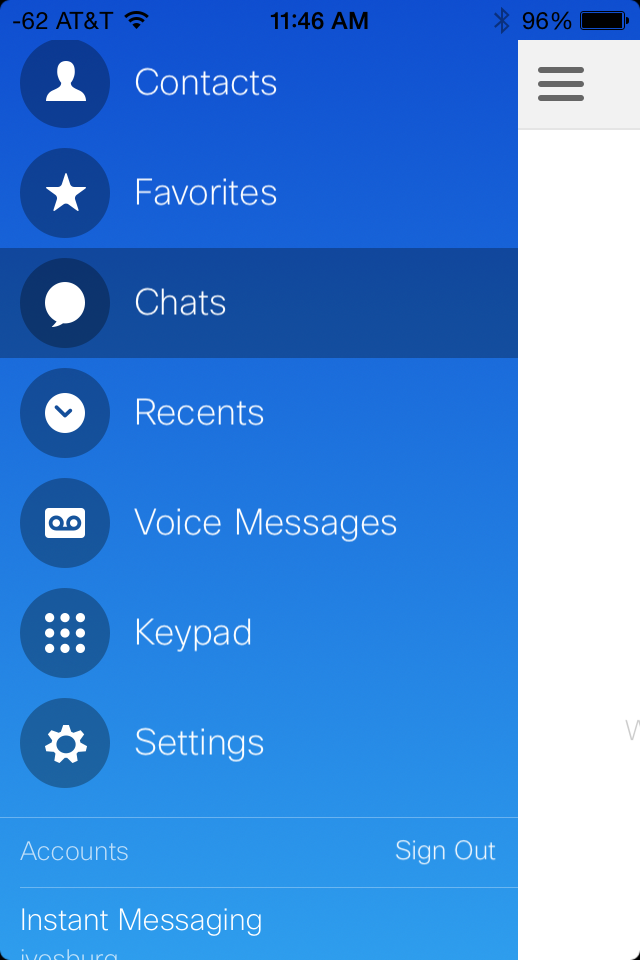 -62 AT&T 11:46 AM 96%
Contacts
Favorites
Chats
Recents
Voice Messages
Keypad
Settings
Accounts Sign Out
Instant Messaging